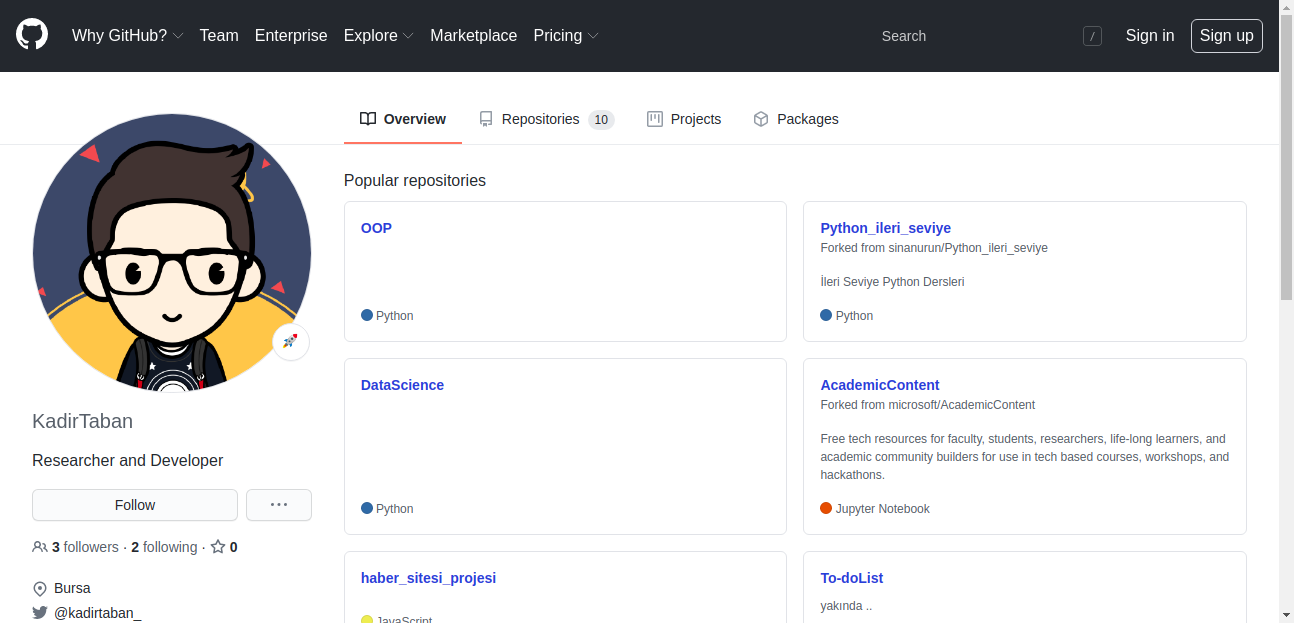 Why GitHub? Team Enterprise Explore Marketplace Pricing Search / Sign in Sign up
Overview Repositories 10 Projects Packages
KadirTaban
Researcher and Developer
Follow ...
3 followers · 2 following · 0
Bursa
@kadirtaban_
Popular repositories
OOP
Python
Python_ileri_seviye
Forked from sinanurun/Python_ileri_seviye
İleri Seviye Python Dersleri
Python
DataScience
Python
AcademicContent
Forked from microsoft/AcademicContent
Free tech resources for faculty, students, researchers, life-long learners, and
academic community builders for use in tech based courses, workshops, and
hackathons.
Jupyter Notebook
haber_sitesi_projesi
JavaScript
To-doList
yakında ..